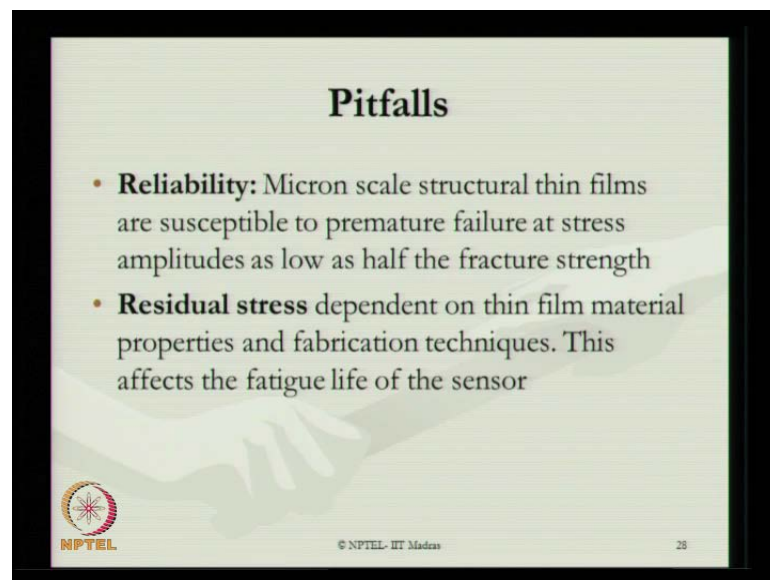 Pitfalls
• Reliability: Micron scale structural thin films
are susceptible to premature failure at stress
amplitudes as low as half the fracture strength
• Residual stress dependent on thin film material
properties and fabrication techniques. This
affects the fatigue life of the sensor
NPTEL
© NPTEL- IIT Madras
28